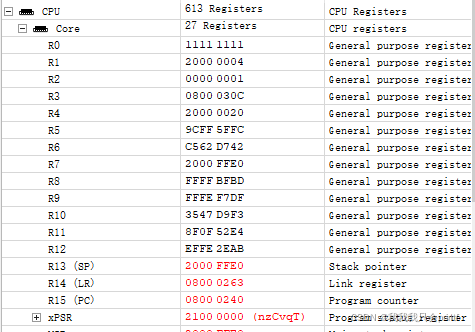 CPU 613 Registers CPU Registers
Core 27 Registers CPU registers
R0 1111 1111 General purpose register
R1 2000 0004 General purpose register
R2 0000 0001 General purpose register
R3 0800 030C General purpose register
R4 2000 0020 General purpose register
R5 9CFF 5FFC General purpose register
R6 C562 D742 General purpose register
R7 2000 FFE0 General purpose register
R8 FFFF BFBD General purpose register
R9 FFFE F7DF General purpose register
R10 3547 D9F3 General purpose register
R11 8F0F 52E4 General purpose register
R12 EFFE 2EAB General purpose register
R13 (SP) 2000 FFE0 Stack pointer
R14 (LR) 0800 0263 Link register
R15 (PC) 0800 0240 Program counter
xPSR 2100 0000 (nzCvqT) Program status register